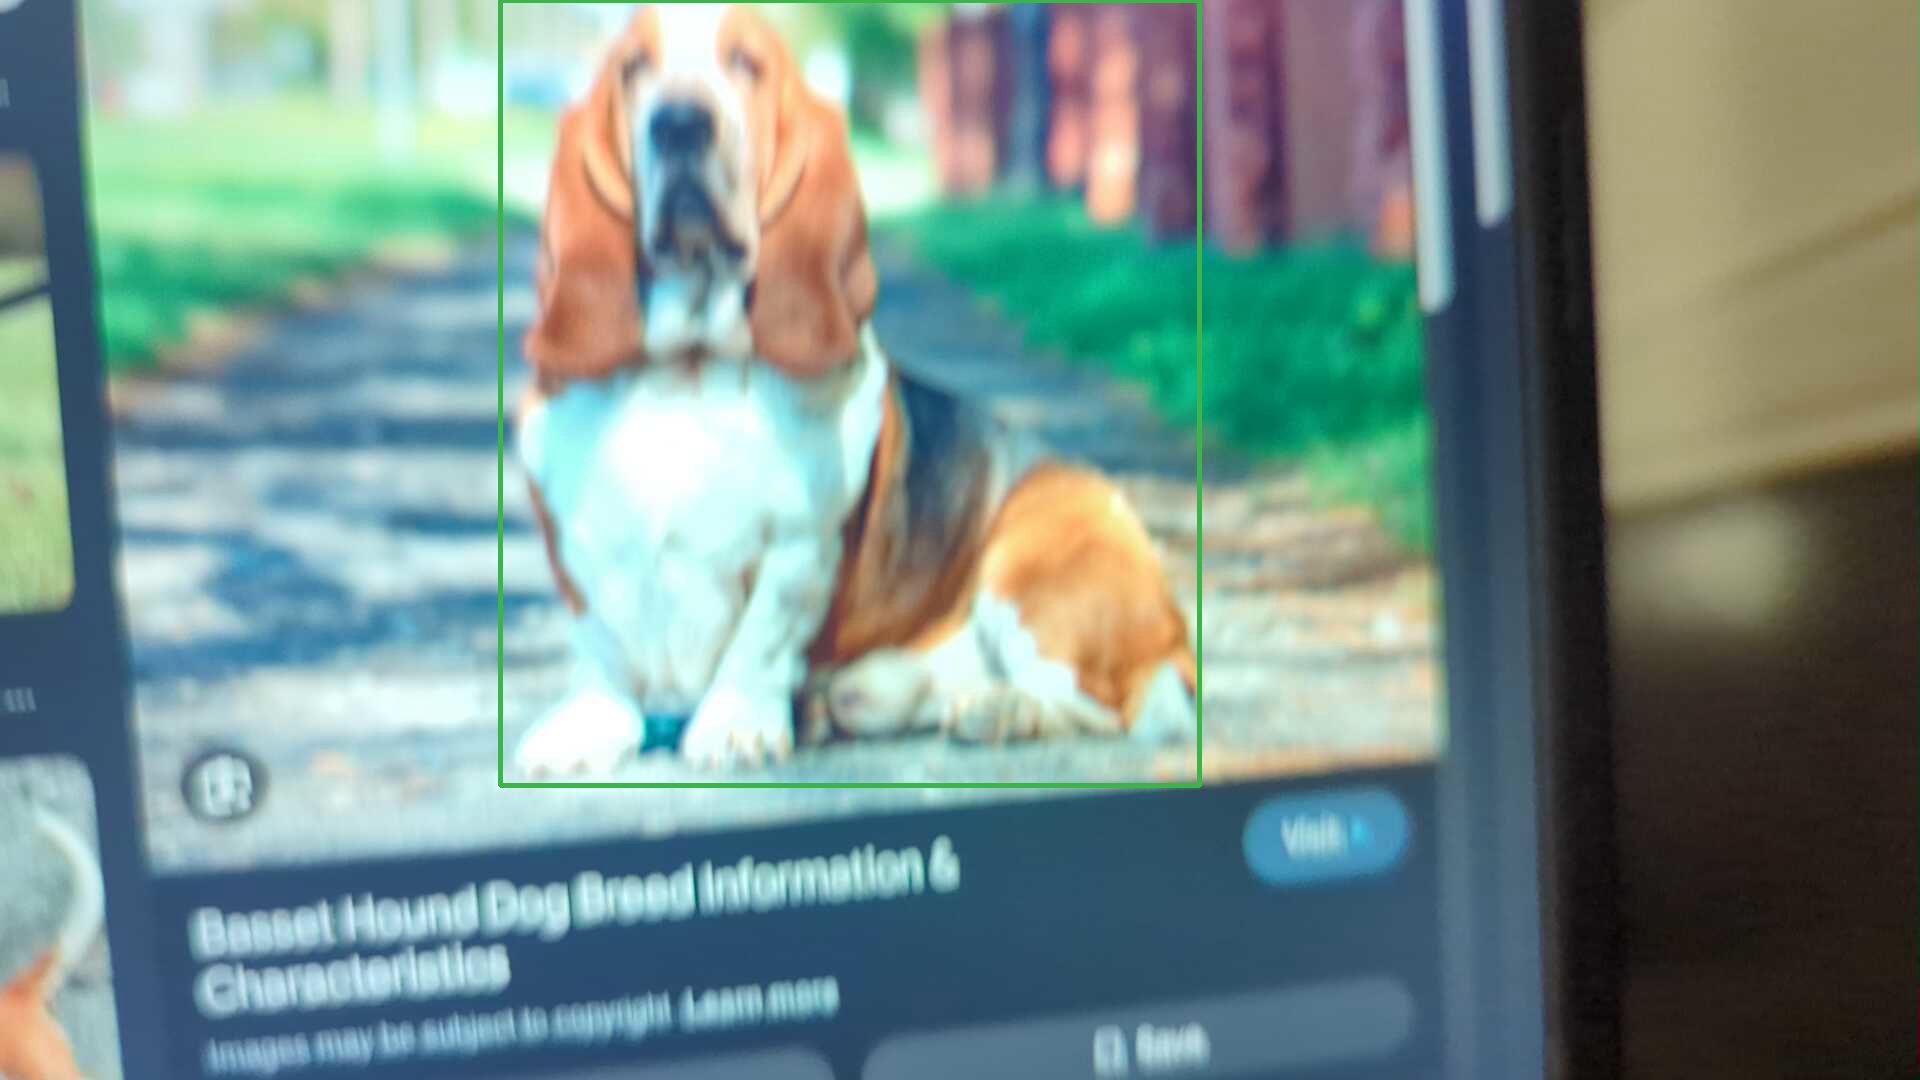 Visit
Basset Hound Dog Breed Information &
Characteristics
Images may be subject to copyright. Learn more
Save